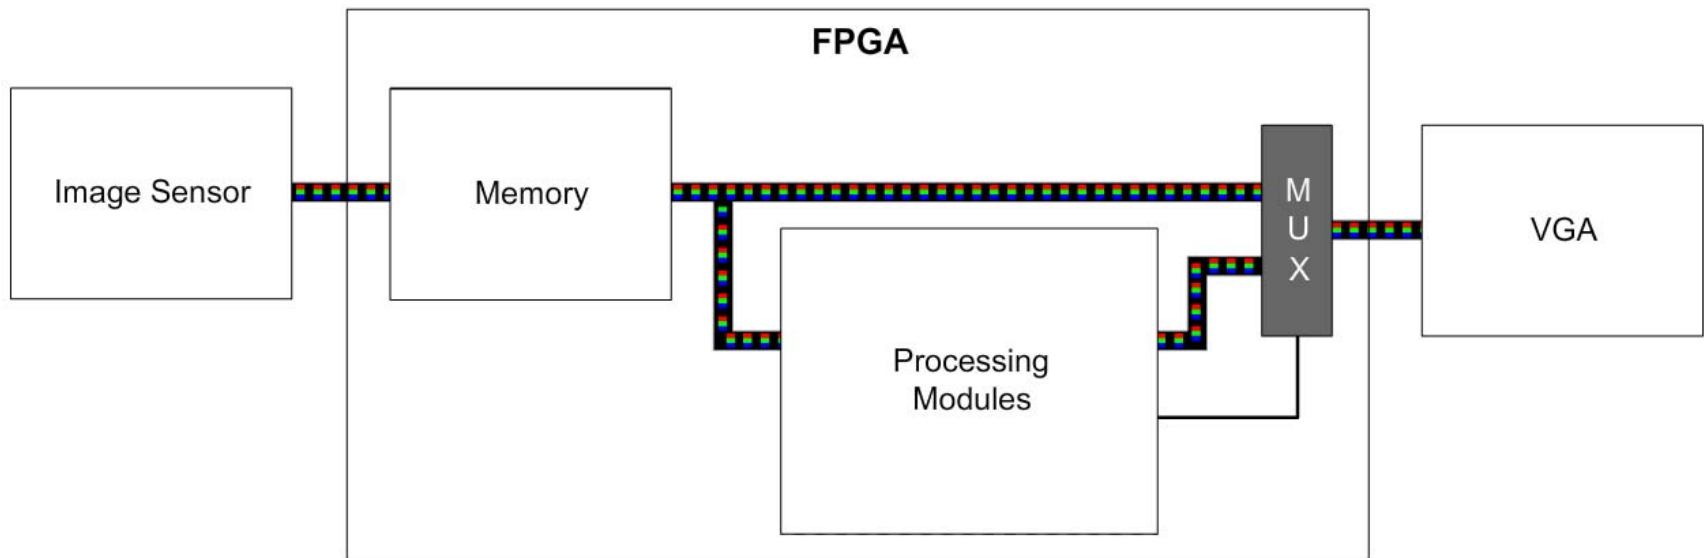 FPGA
Image Sensor
Memory
M
U
X
VGA
Processing
Modules